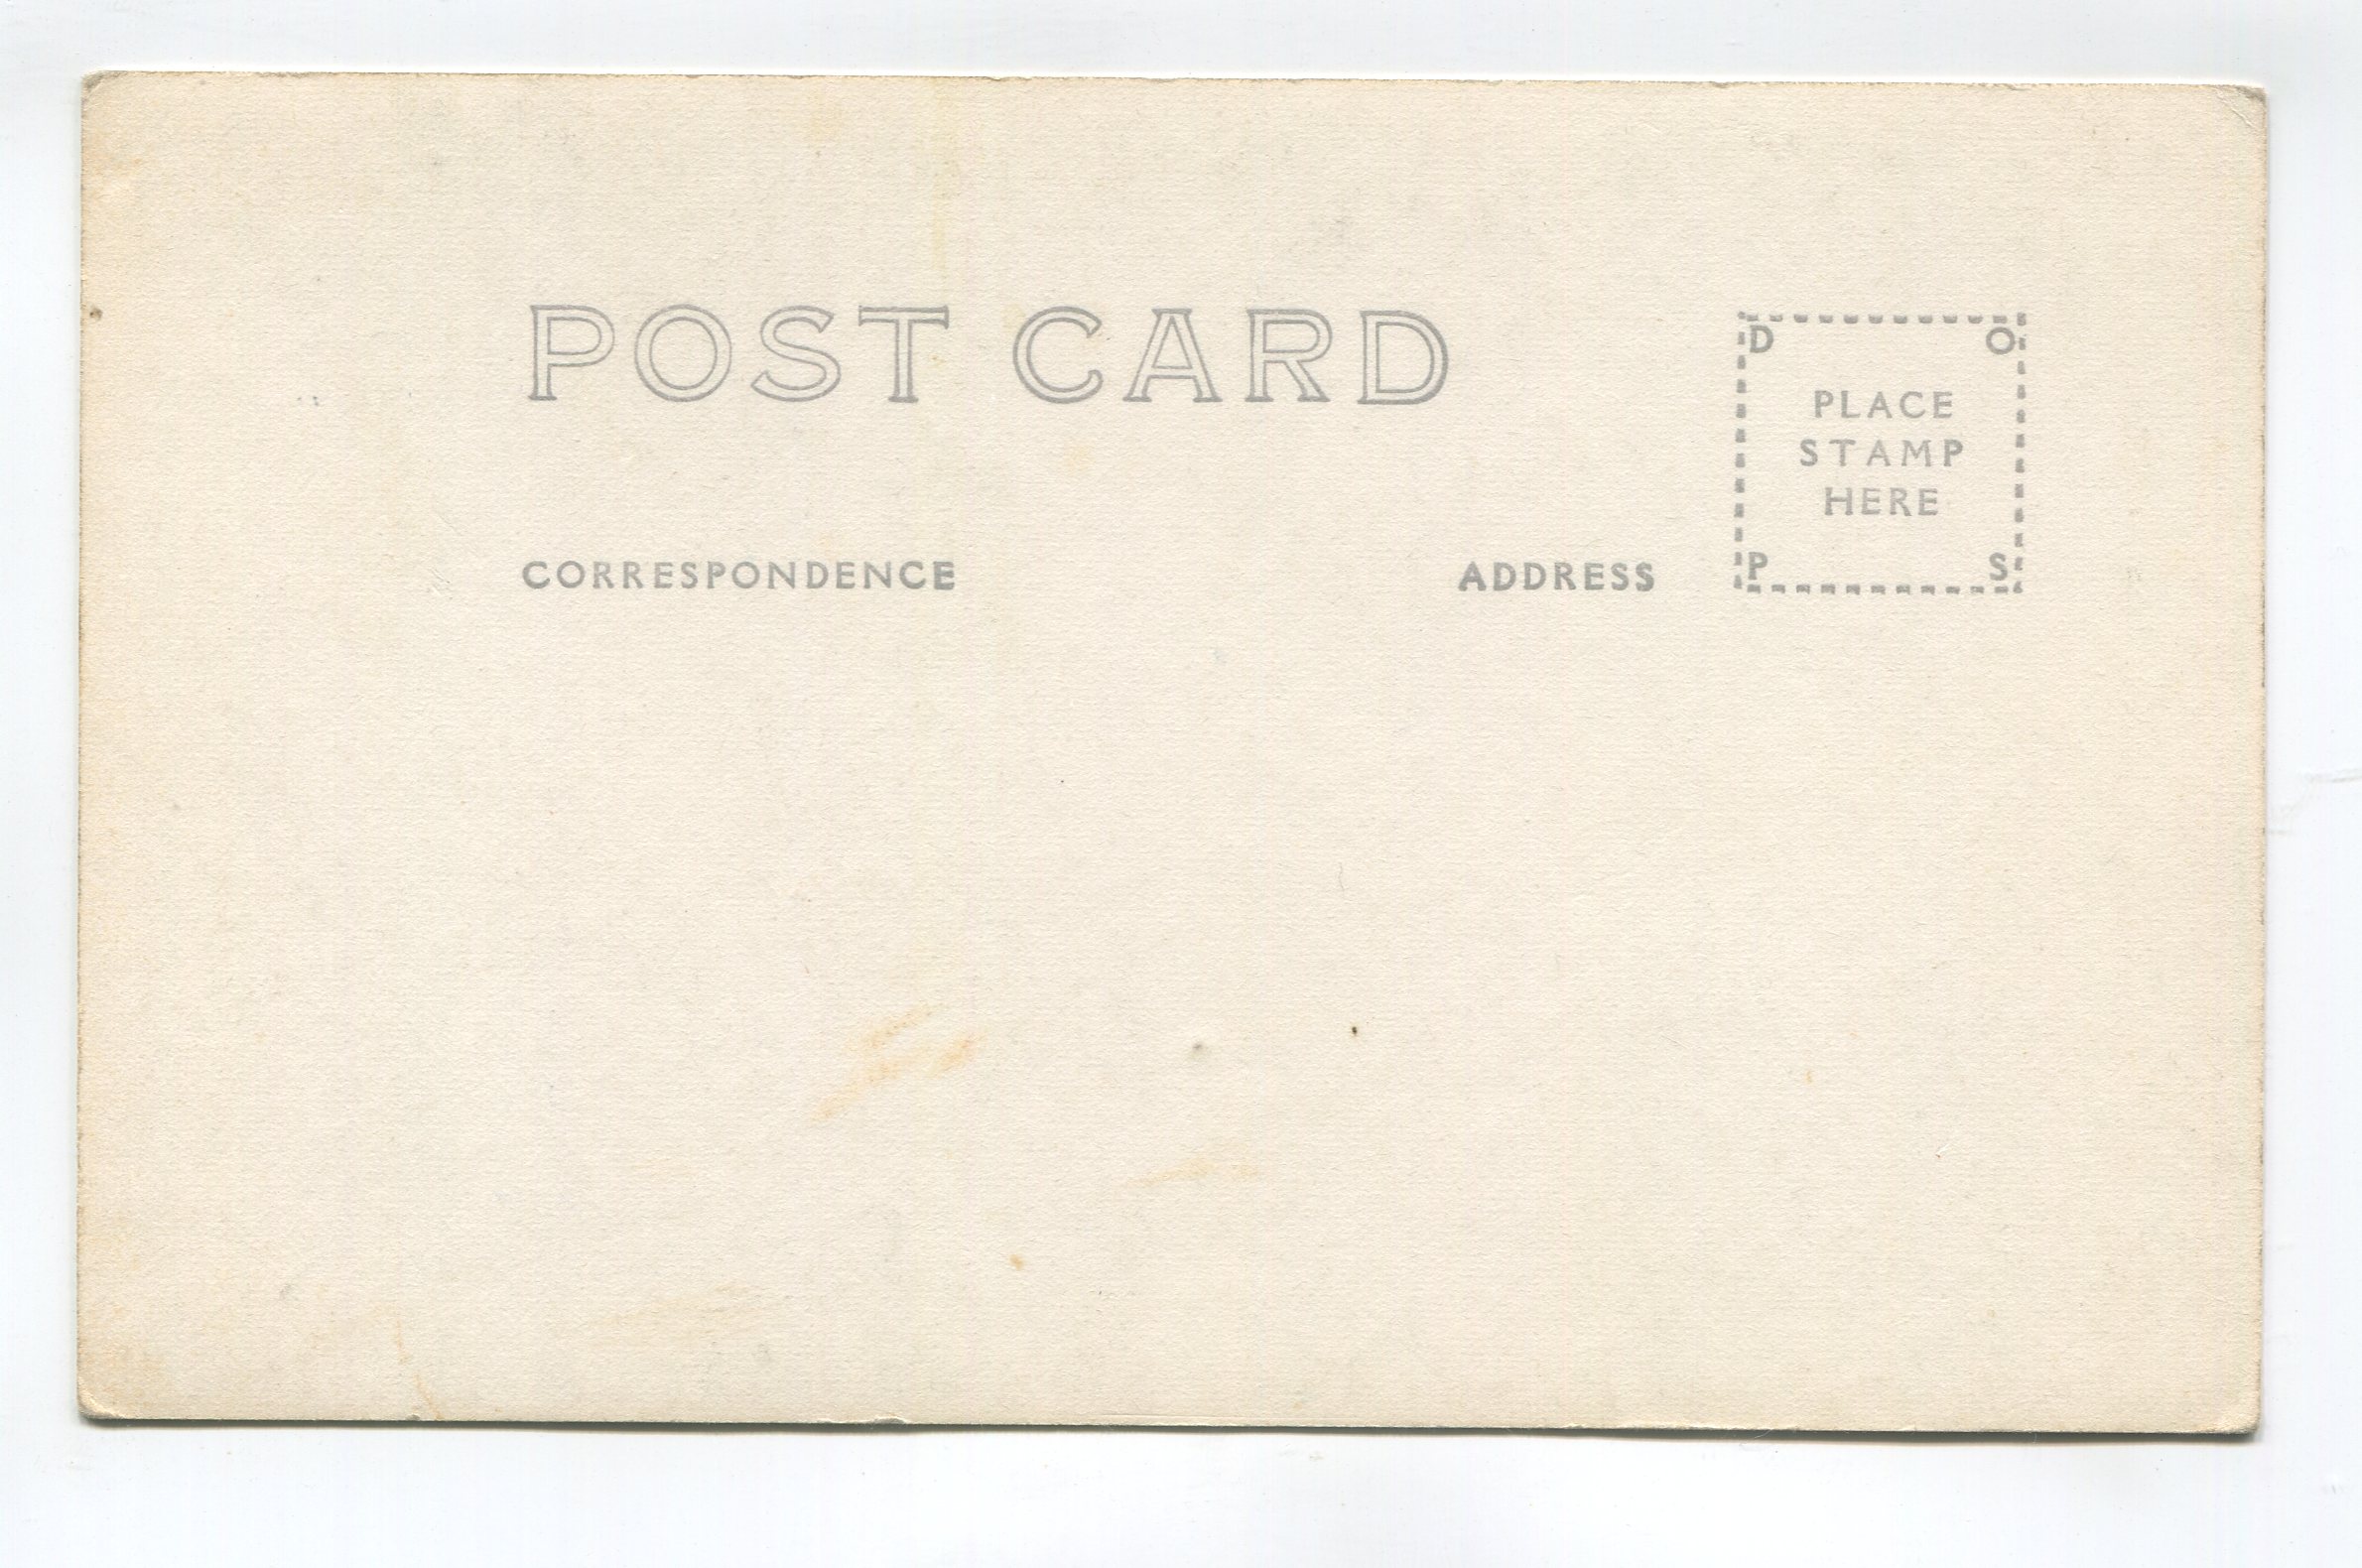 POST CARD
D O
PLACE
STAMP
HERE
P S
CORRESPONDENCE
ADDRESS